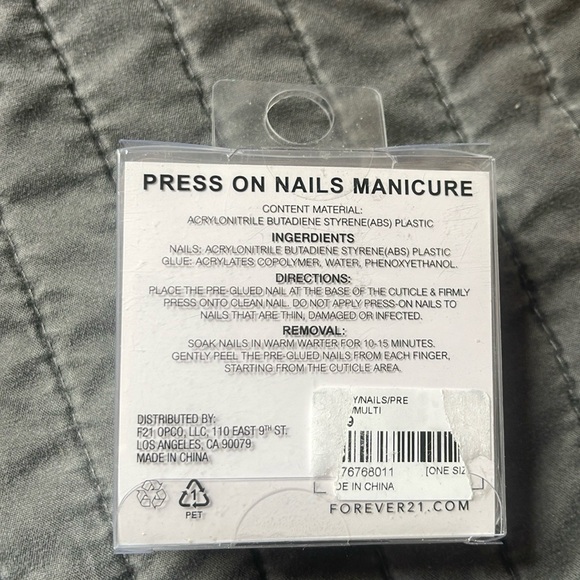 PRESS ON NAILS MANICURE
CONTENT MATERIAL:
ACRYLONITRILE BUTADIENE STYRENE(ABS) PLASTIC
INGERDIENTS
NAILS: ACRYLONITRILE BUTADIENE STYRENE(ABS) PLASTIC
GLUE: ACRYLATES COPOLYMER, WATER, PHENOXYETHANOL.
DIRECTIONS:
PLACE THE PRE-GLUED NAIL AT THE BASE OF THE CUTICLE & FIRMLY
PRESS ONTO CLEAN NAIL. DO NOT APPLY PRESS-ON NAILS TO
NAILS THAT ARE THIN, DAMAGED OR INFECTED.
REMOVAL:
SOAK NAILS IN WARM WARTER FOR 10-15 MINUTES.
GENTLY PEEL THE PRE-GLUED NAILS FROM EACH FINGER,
STARTING FROM THE CUTICLE AREA.
DISTRIBUTED BY:
F21 OPCO, LLC, 110 EAST 9TH ST.
LOS ANGELES, CA 90079
MADE IN CHINA
Y/NAILS/PRE
/MULTI
9
76768011 [ONE SIZ
DE IN CHINA
1
PET
FOREVER21.COM